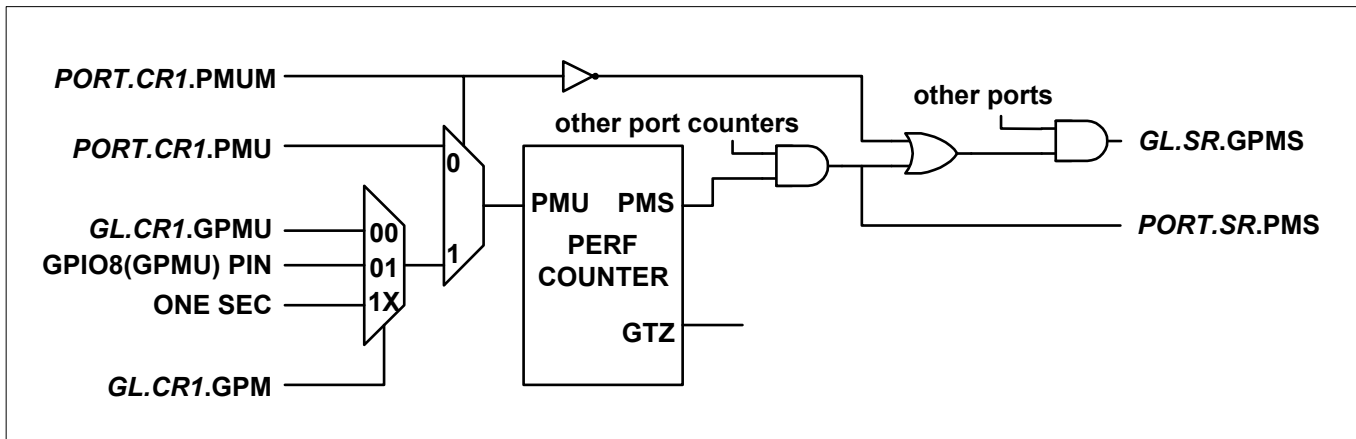 PORT.CR1.PMUM
other ports
PORT.CR1.PMU
other port counters
GL.SR.GPMS
0
GL.CR1.GPMU
00
PMU
PMS
PORT.SR.PMS
GPIO8(GPMU) PIN
01
1
PERF
COUNTER
ONE SEC
1X
GTZ
GL.CR1.GPM